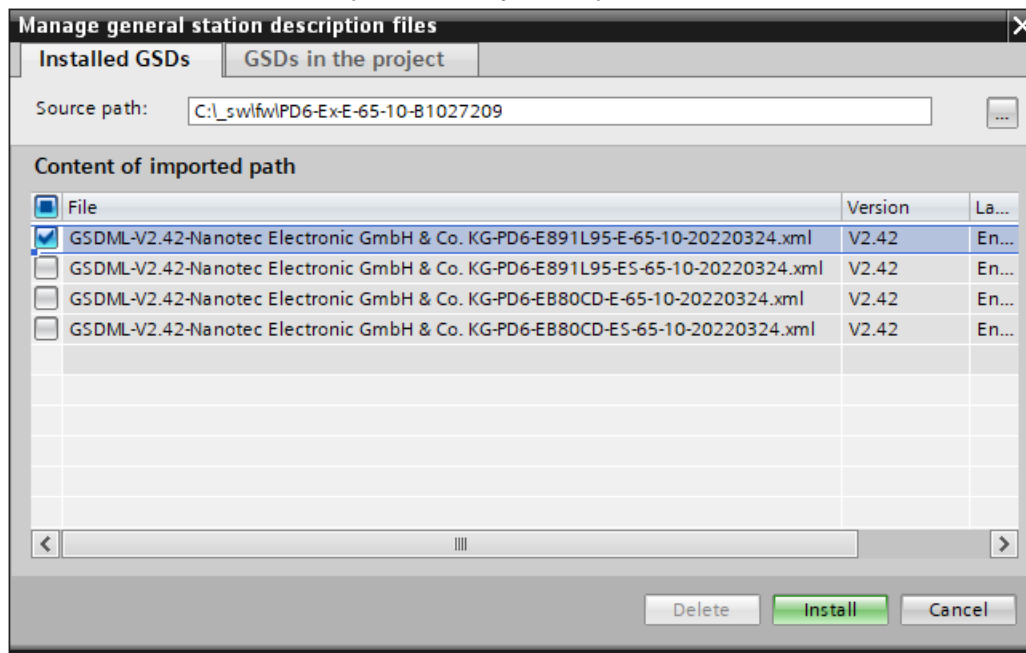 Manage general station description files
Installed GSDs GSDs in the project
Source path: C:\_sw\fw\PD6-Ex-E-65-10-B1027209 ...
Content of imported path
File Version La...
GSDML-V2.42-Nanotec Electronic GmbH & Co. KG-PD6-E891L95-E-65-10-20220324.xml V2.42 En...
GSDML-V2.42-Nanotec Electronic GmbH & Co. KG-PD6-E891L95-ES-65-10-20220324.xml V2.42 En...
GSDML-V2.42-Nanotec Electronic GmbH & Co. KG-PD6-EB80CD-E-65-10-20220324.xml V2.42 En...
GSDML-V2.42-Nanotec Electronic GmbH & Co. KG-PD6-EB80CD-ES-65-10-20220324.xml V2.42 En...
Delete Install Cancel